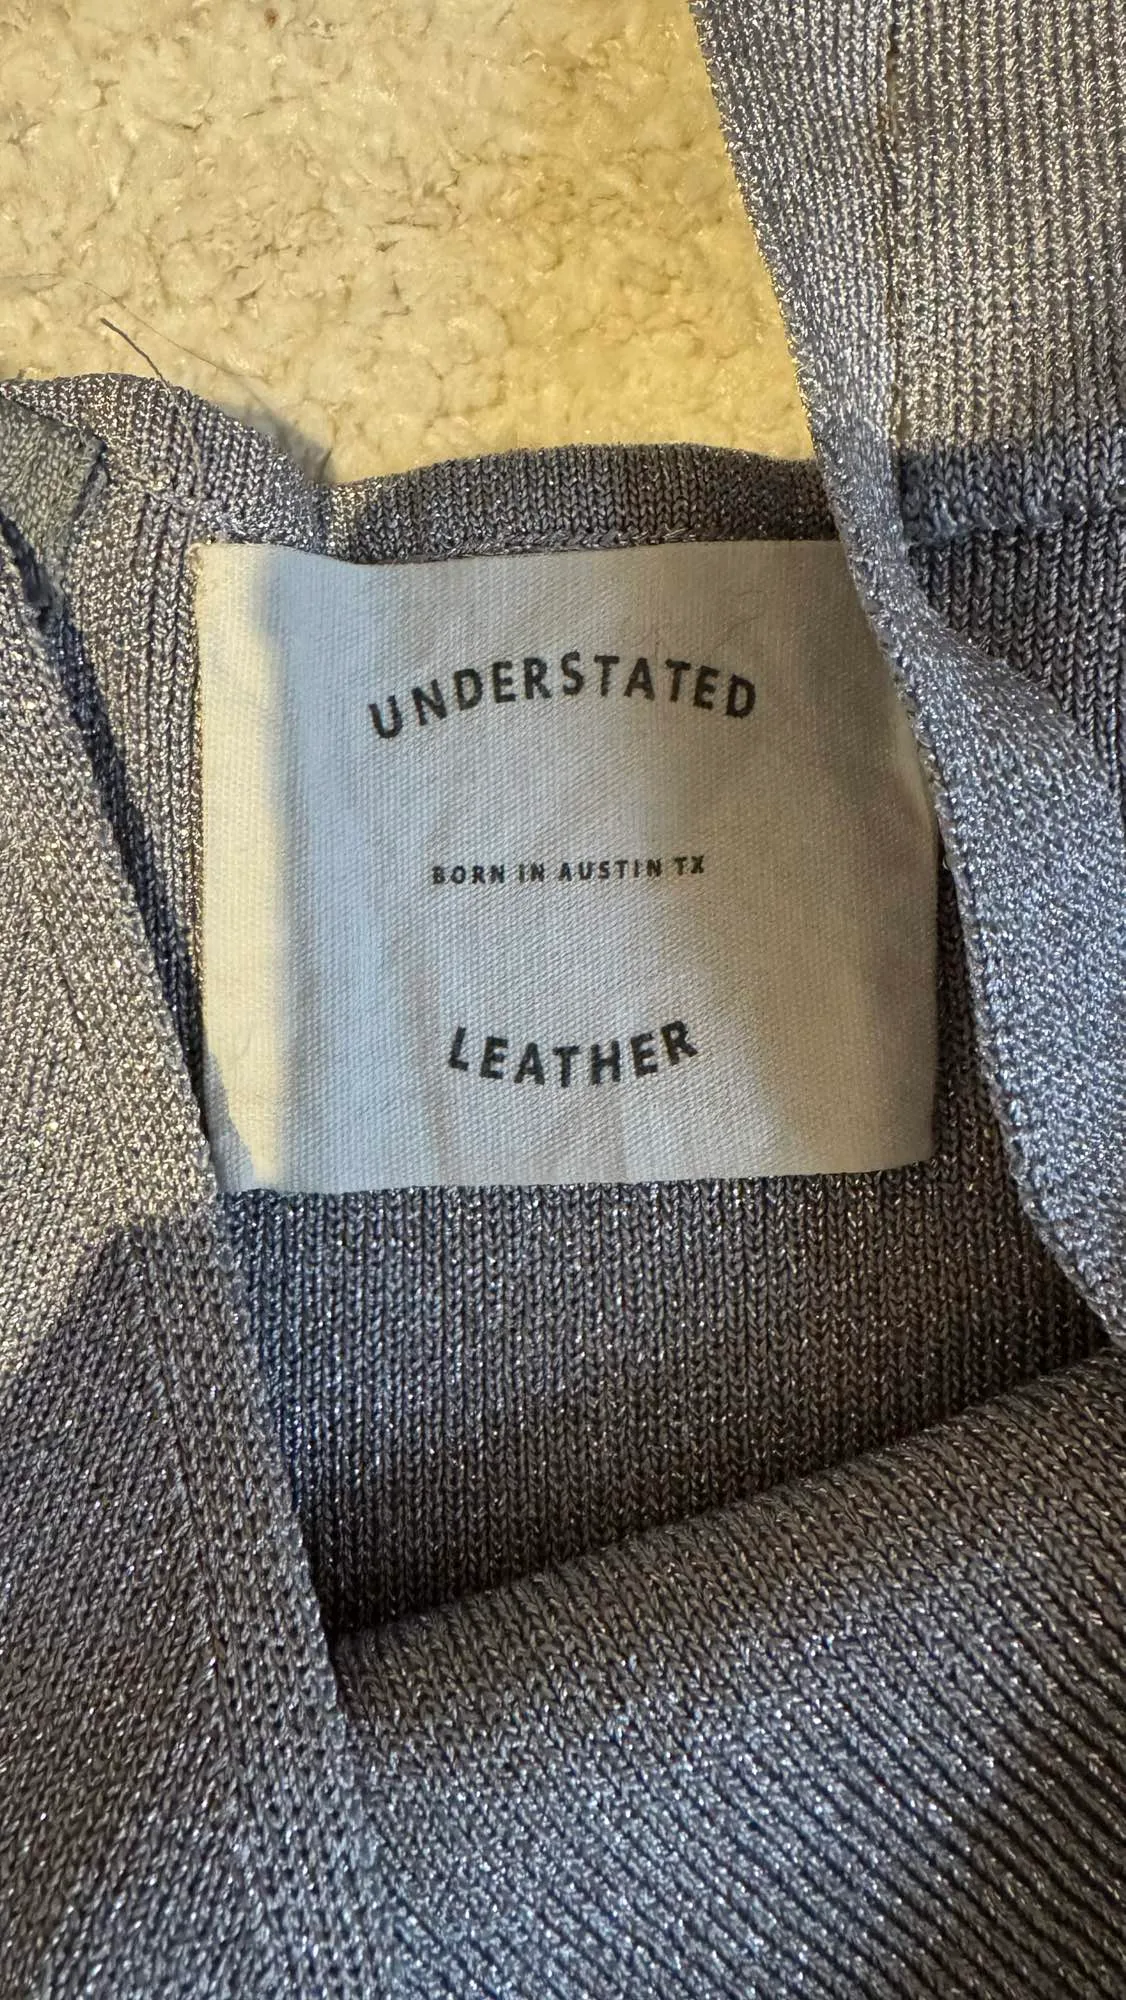 UNDERSTATED
BORN IN AUSTIN TX
LEATHER